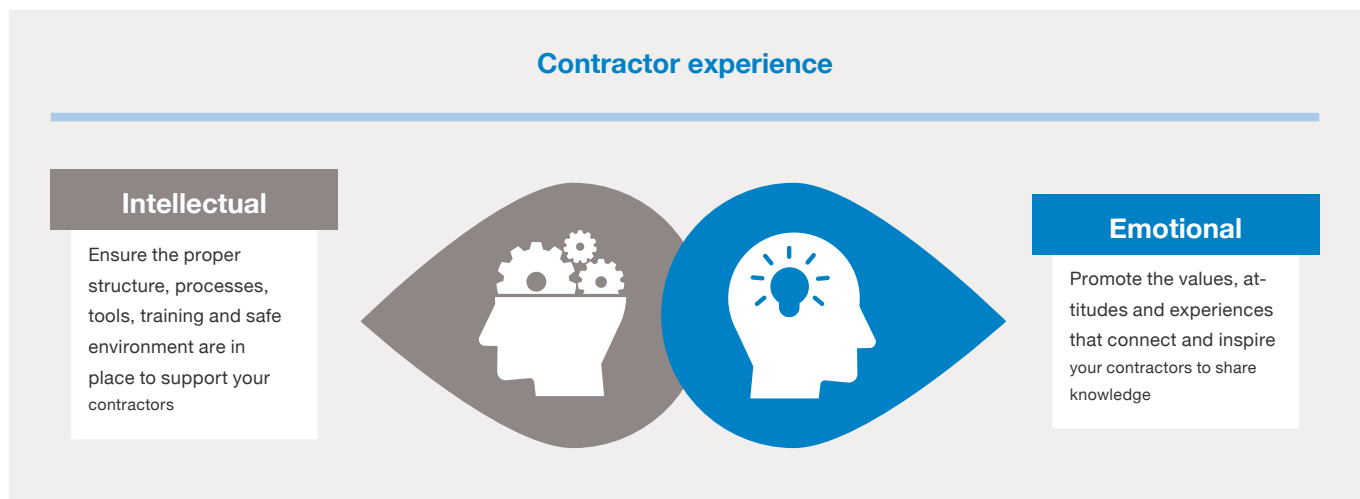 Contractor experience
Intellectual
Ensure the proper
structure, processes,
tools, training and safe
environment are in
place to support your
contractors
Emotional
Promote the values, at-
titudes and experiences
that connect and inspire
your contractors to share
knowledge